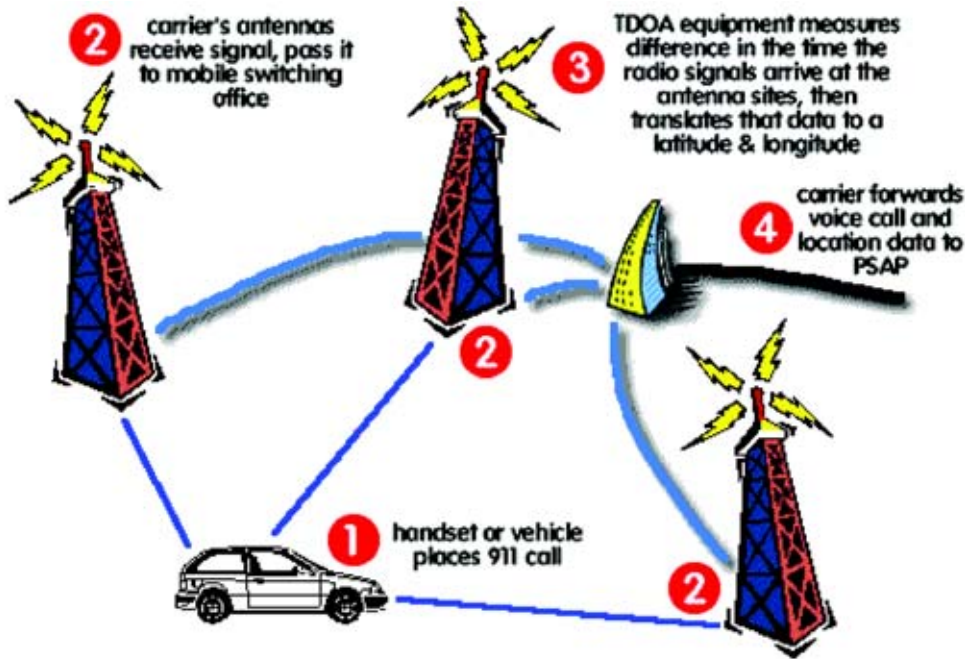 2
carrier's antennas
receive signal, pass it
to mobile switching
office
3
TDOA equipment measures
difference in the time the
radio signals arrive at the
antenna sites, then
translates that data to a
latitude & longitude
4
carrier forwards
voice call and
location data to
PSAP
2
1
handset or vehicle
places 911 call
2